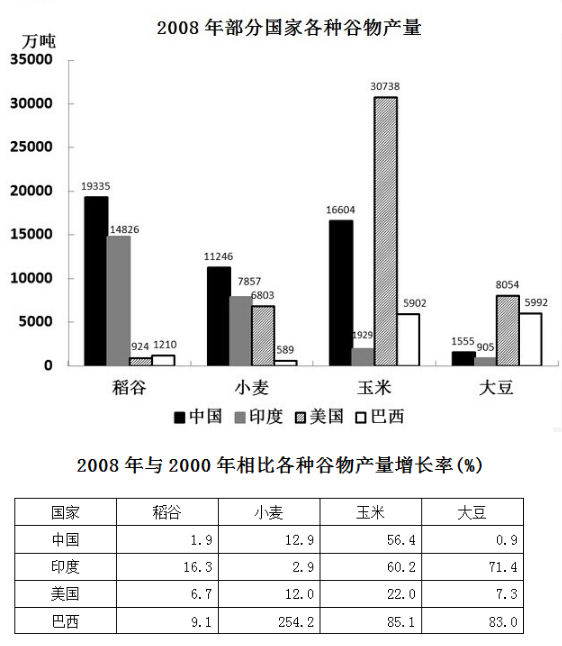 2008 年部分国家各种谷物产量
万吨
35000
30000
25000
20000
15000
10000
5000
0
19335
14826
924
1210
11246
7857
6803
589
16604
1929
30738
5902
1555
905
8054
5992
稻谷 小麦 玉米 大豆
中国 印度 美国 巴西
2008 年与 2000 年相比各种谷物产量增长率(%)
国家 稻谷 小麦 玉米 大豆
中国 1.9 12.9 56.4 0.9
印度 16.3 2.9 60.2 71.4
美国 6.7 12.0 22.0 7.3
巴西 9.1 254.2 85.1 83.0